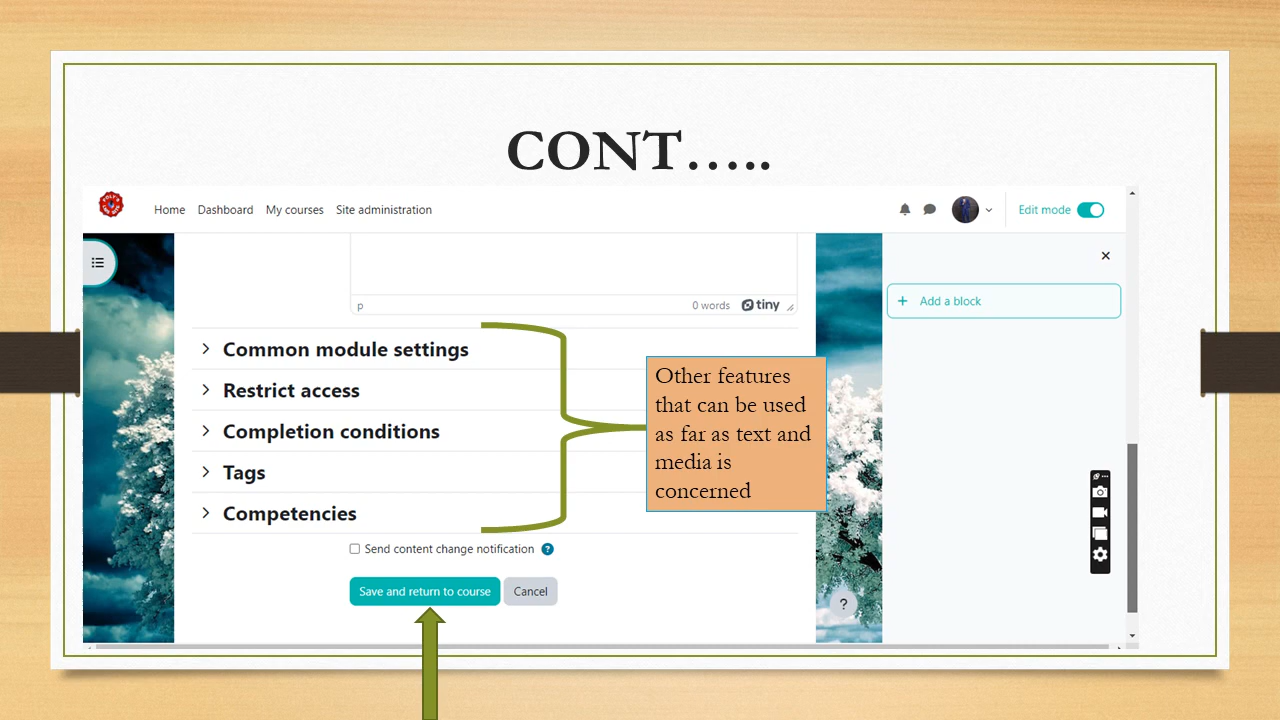 CONT…..
Home Dashboard My courses Site administration
Edit mode
p 0 words tiny
Add a block
Common module settings
Restrict access
Completion conditions
Tags
Competencies
Other features
that can be used
as far as text and
media is
concerned
Send content change notification ?
Save and return to course Cancel
?